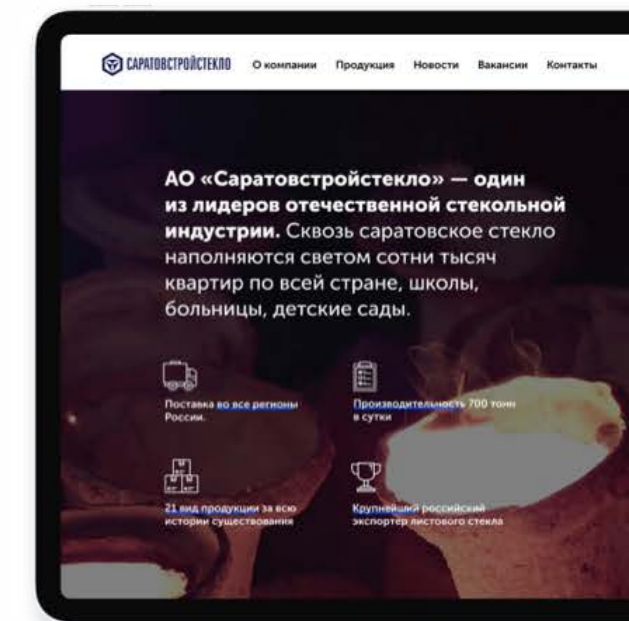 САРАТОВСТРОЙСТЕКЛО О компании Продукция Новости Вакансии Контакты
АО «Саратовстройстекло» — один
из лидеров отечественной стекольной
индустрии. Сквозь саратовское стекло
наполняются светом сотни тысяч
квартир по всей стране, школы,
больницы, детские сады.
Поставка во все регионы
России.
Производительность 700 тонн
в сутки
21 вид продукции за всю
истории существования
Крупнейший российский
экспортёр листового стекла